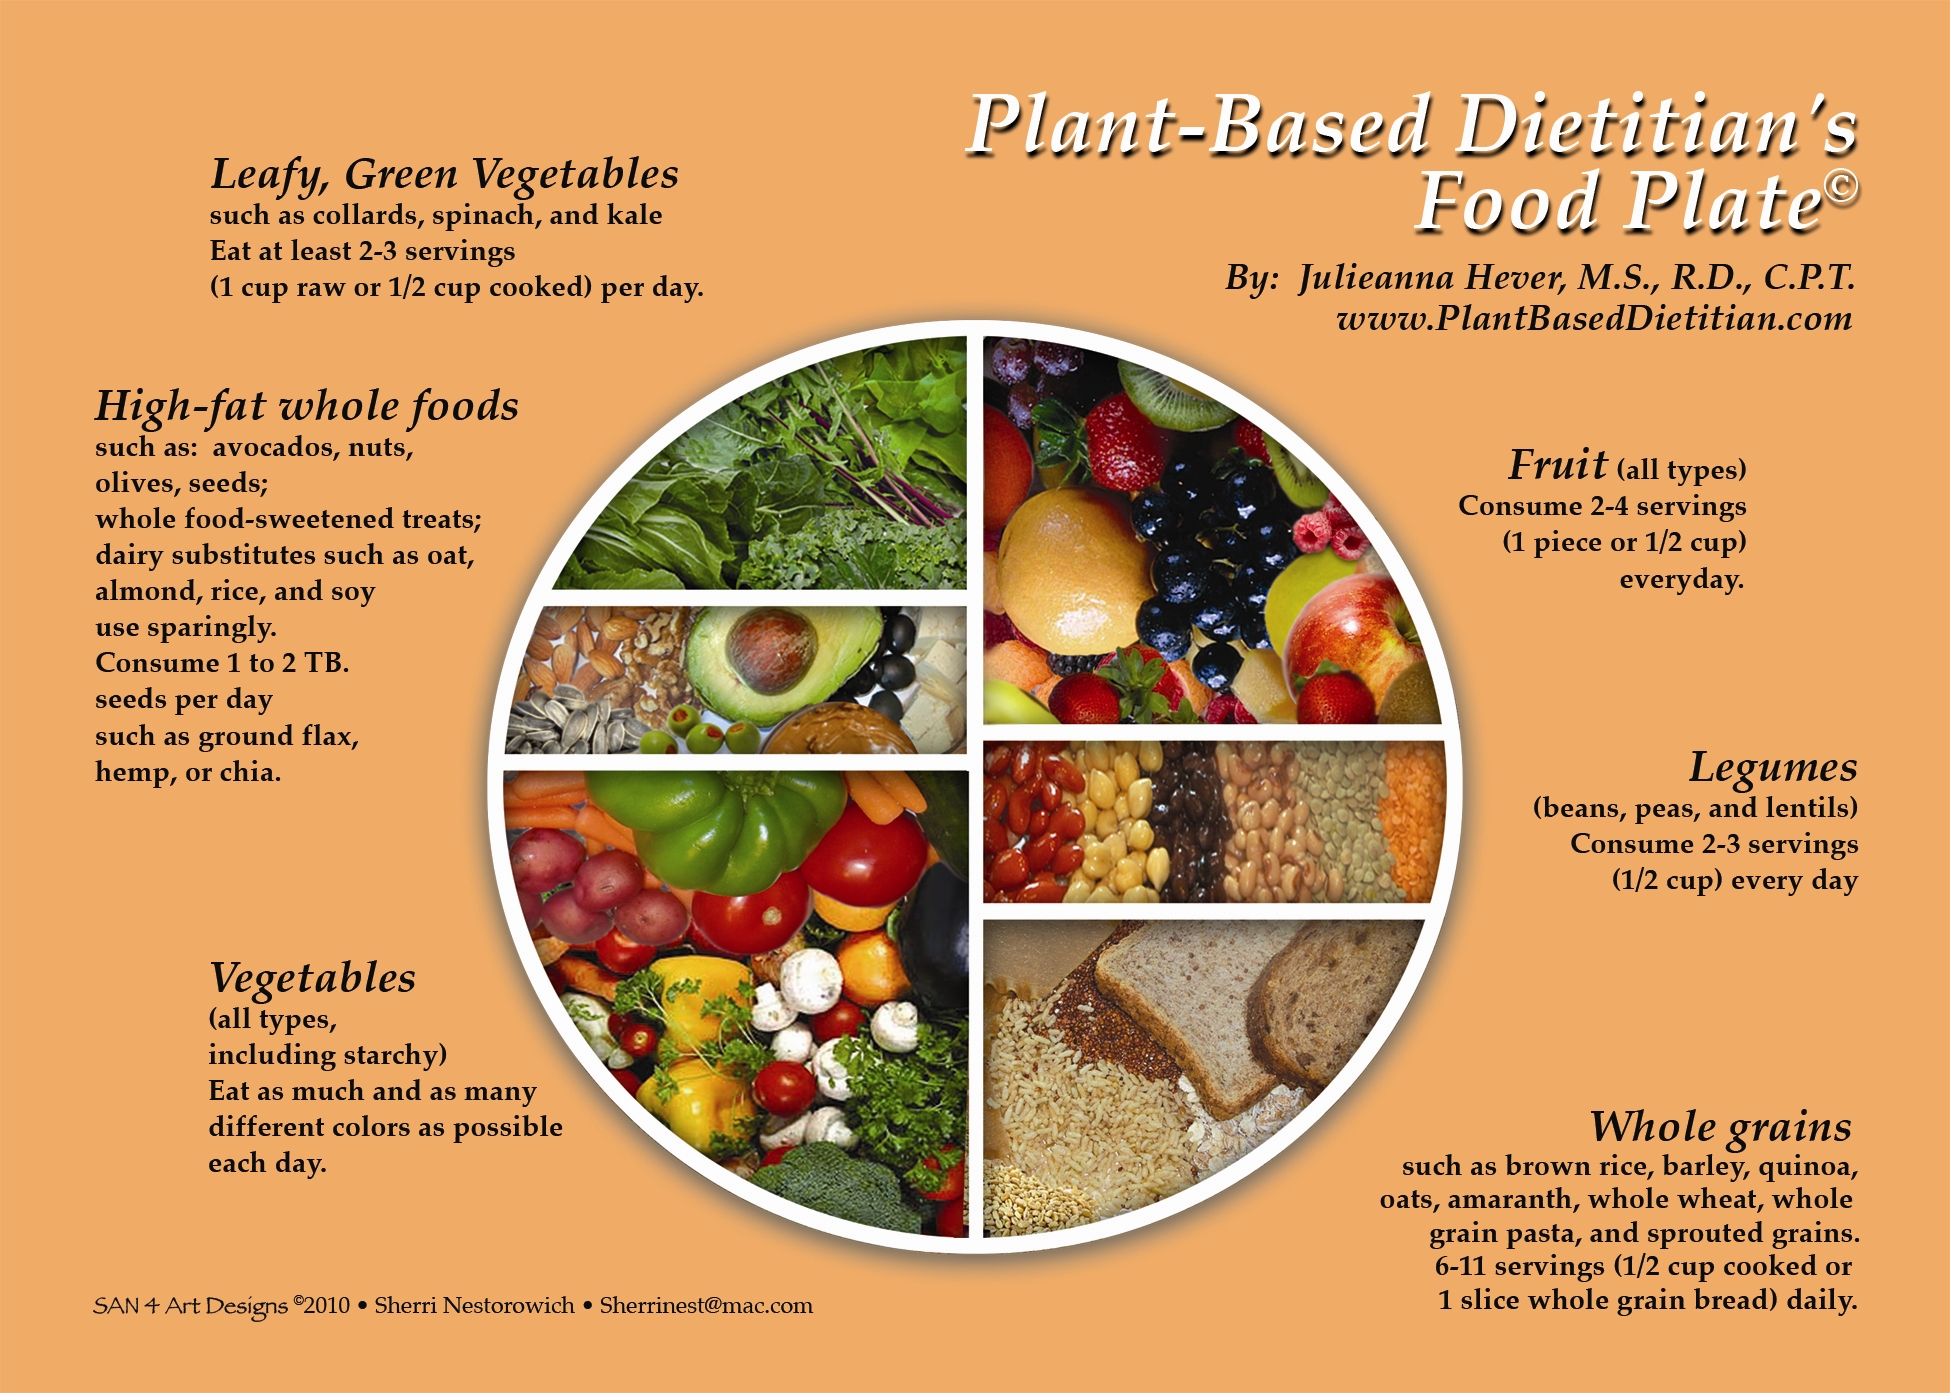 Plant-Based Dietitian's
Food Plate©
By: Julieanna Hever, M.S., R.D., C.P.T.
www.PlantBasedDietitian.com
Leafy, Green Vegetables
such as collards, spinach, and kale
Eat at least 2-3 servings
(1 cup raw or 1/2 cup cooked) per day.
High-fat whole foods
such as: avocados, nuts,
olives, seeds;
whole food-sweetened treats;
dairy substitutes such as oat,
almond, rice, and soy
use sparingly.
Consume 1 to 2 TB.
seeds per day
such as ground flax,
hemp, or chia.
Vegetables
(all types,
including starchy)
Eat as much and as many
different colors as possible
each day.
Fruit (all types)
Consume 2-4 servings
(1 piece or 1/2 cup)
everyday.
Legumes
(beans, peas, and lentils)
Consume 2-3 servings
(1/2 cup) every day
Whole grains
such as brown rice, barley, quinoa,
oats, amaranth, whole wheat, whole
grain pasta, and sprouted grains.
6-11 servings (1/2 cup cooked or
1 slice whole grain bread) daily.
SAN 4 Art Designs ©2010 • Sherri Nestorowich • Sherrinest@mac.com